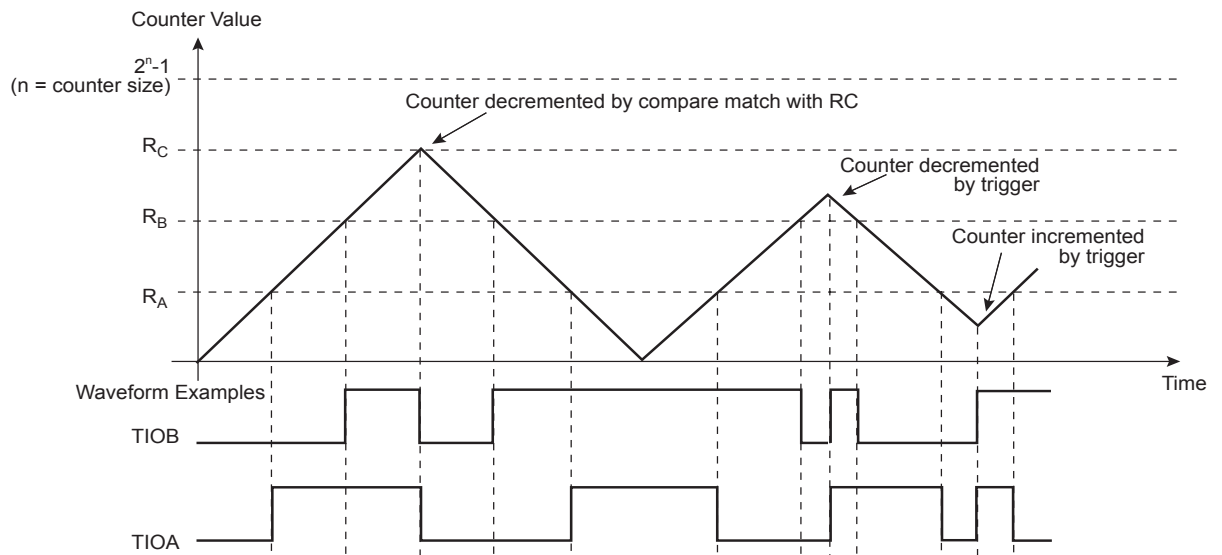 Counter Value
2ⁿ-1
(n = counter size)
Counter decremented by compare match with RC
R_C
Counter decremented
by trigger
R_B
Counter incremented
by trigger
R_A
Time
Waveform Examples
TIOB
TIOA